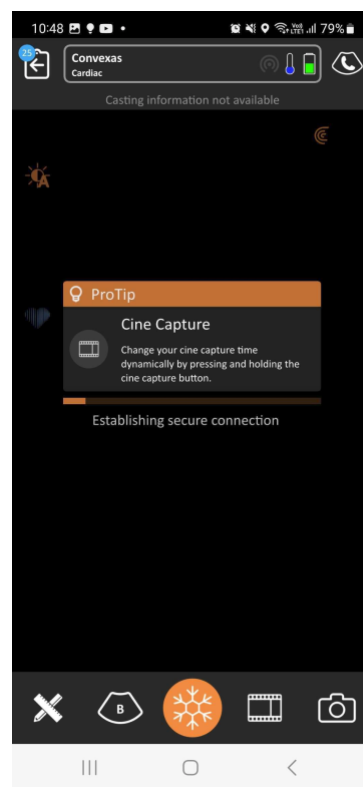 10:48
79%
25
Convexas
Cardiac
Casting information not available
A
ProTip
Cine Capture
Change your cine capture time
dynamically by pressing and holding the
cine capture button.
Establishing secure connection
B